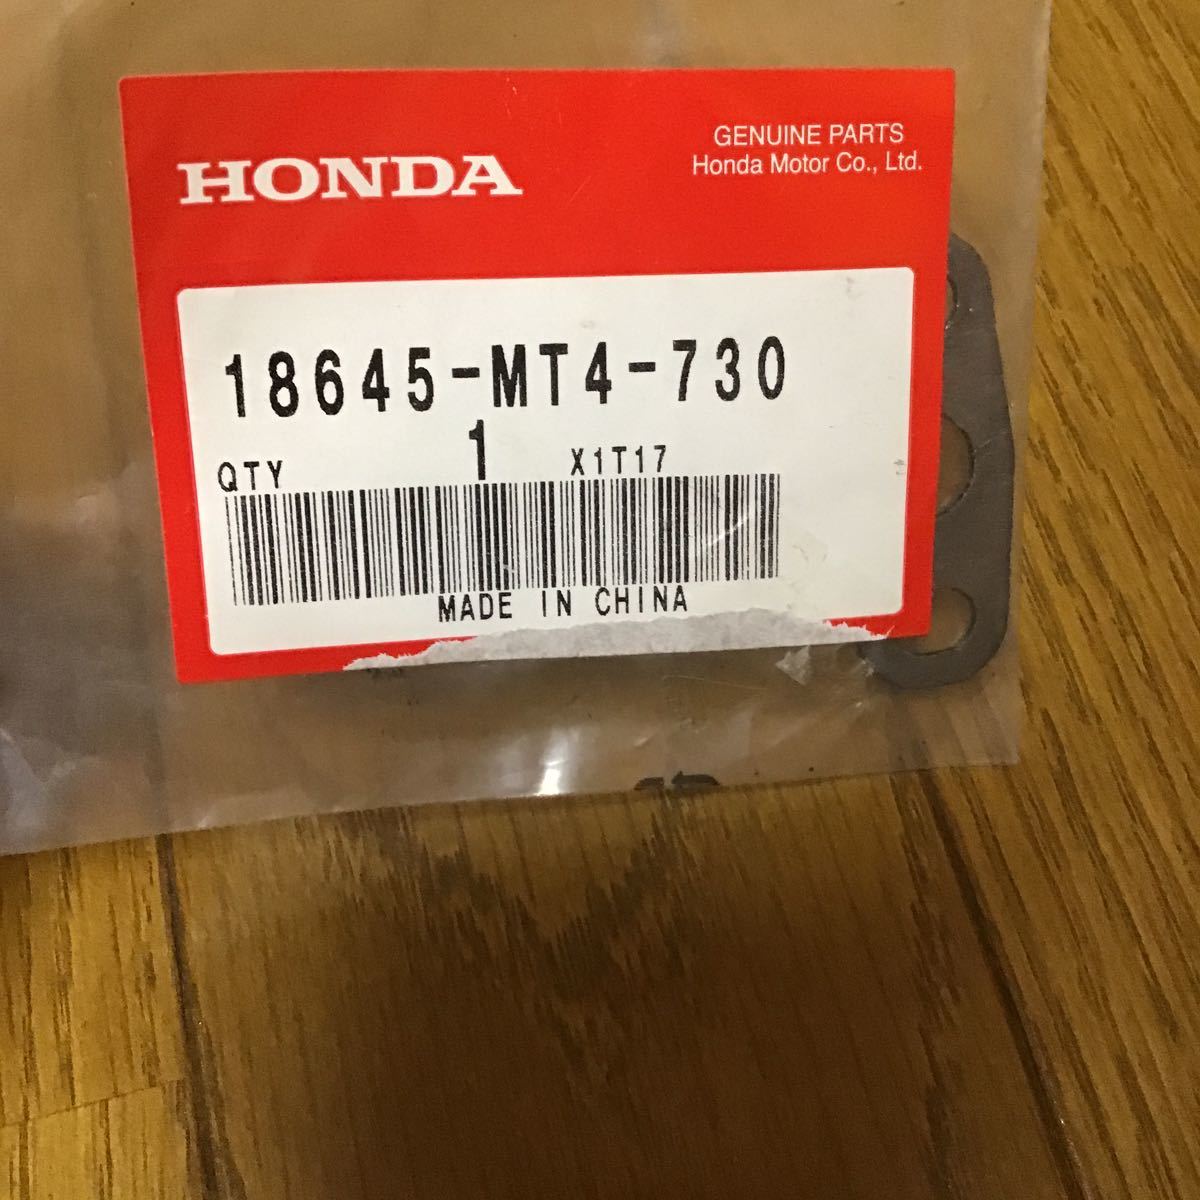 HONDA
GENUINE PARTS
Honda Motor Co., Ltd.
18645-MT4-730
QTY 1 X1T17
MADE IN CHINA